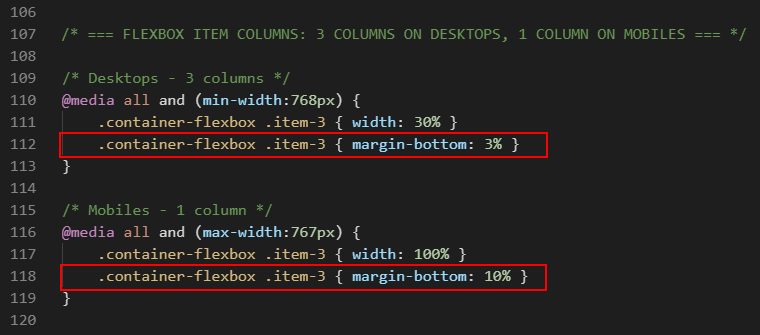 106
107 /* === FLEXBOX ITEM COLUMNS: 3 COLUMNS ON DESKTOPS, 1 COLUMN ON MOBILES === */
108
109 /* Desktops - 3 columns */
110 @media all and (min-width:768px) {
111 .container-flexbox .item-3 { width: 30% }
112 .container-flexbox .item-3 { margin-bottom: 3% }
113 }
114
115 /* Mobiles - 1 column */
116 @media all and (max-width:767px) {
117 .container-flexbox .item-3 { width: 100% }
118 .container-flexbox .item-3 { margin-bottom: 10% }
119 }
120